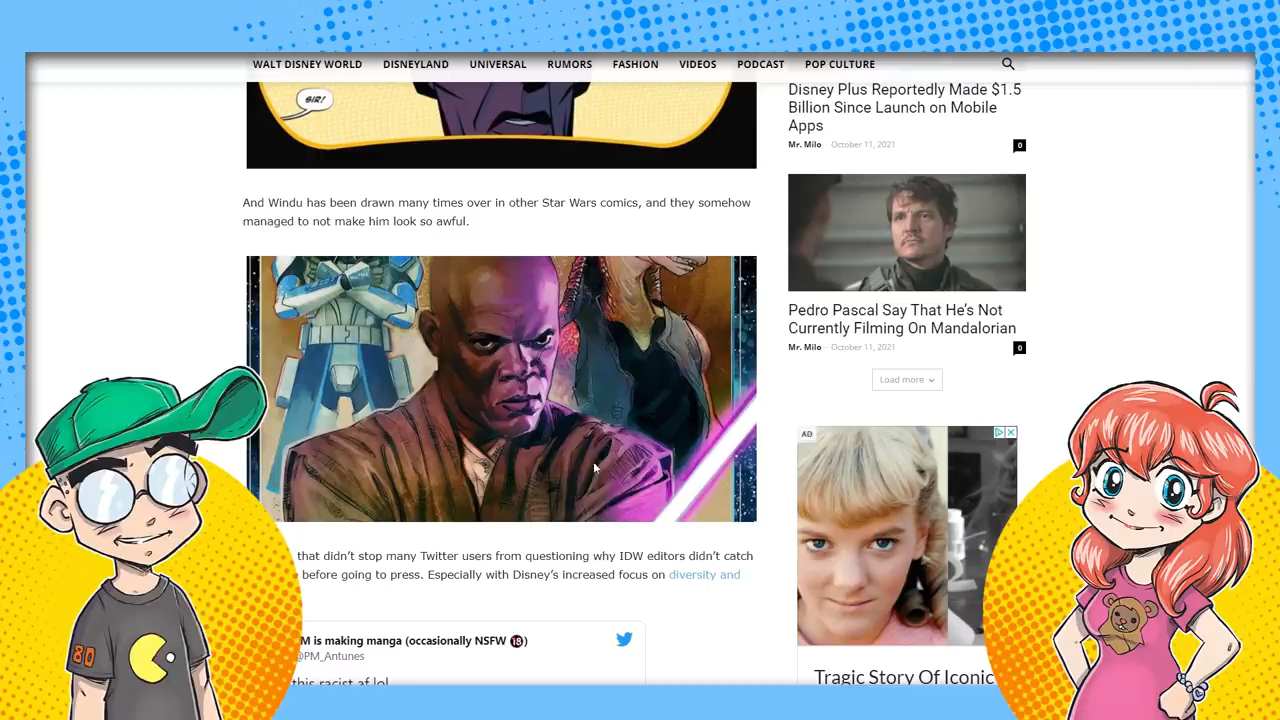 WALT DISNEY WORLD DISNEYLAND UNIVERSAL RUMORS FASHION VIDEOS PODCAST POP CULTURE
SIR!
And Windu has been drawn many times over in other Star Wars comics, and they somehow
managed to not make him look so awful.
that didn't stop many Twitter users from questioning why IDW editors didn't catch
before going to press. Especially with Disney's increased focus on diversity and
M is making manga (occasionally NSFW 🔞)
@PM_Antunes
this racist af lol
Disney Plus Reportedly Made $1.5
Billion Since Launch on Mobile
Apps
Mr. Milo - October 11, 2021 0
Pedro Pascal Say That He's Not
Currently Filming On Mandalorian
Mr. Milo - October 11, 2021 0
Load more
AD
Tragic Story Of Iconic
80